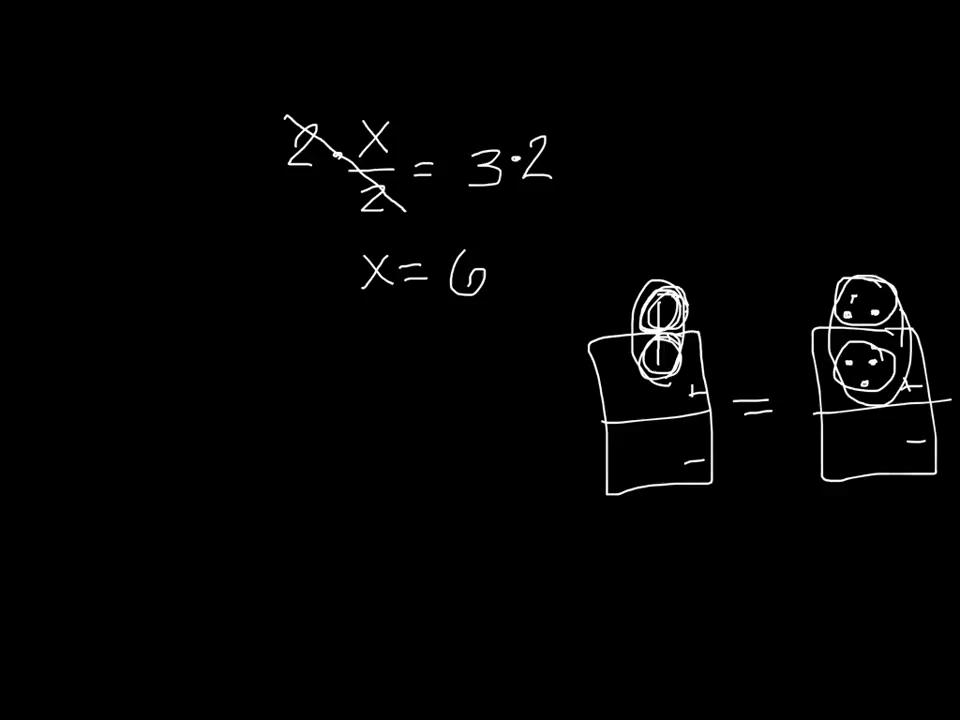 2 · x/2 = 3 · 2
x = 6
+ = +
- -